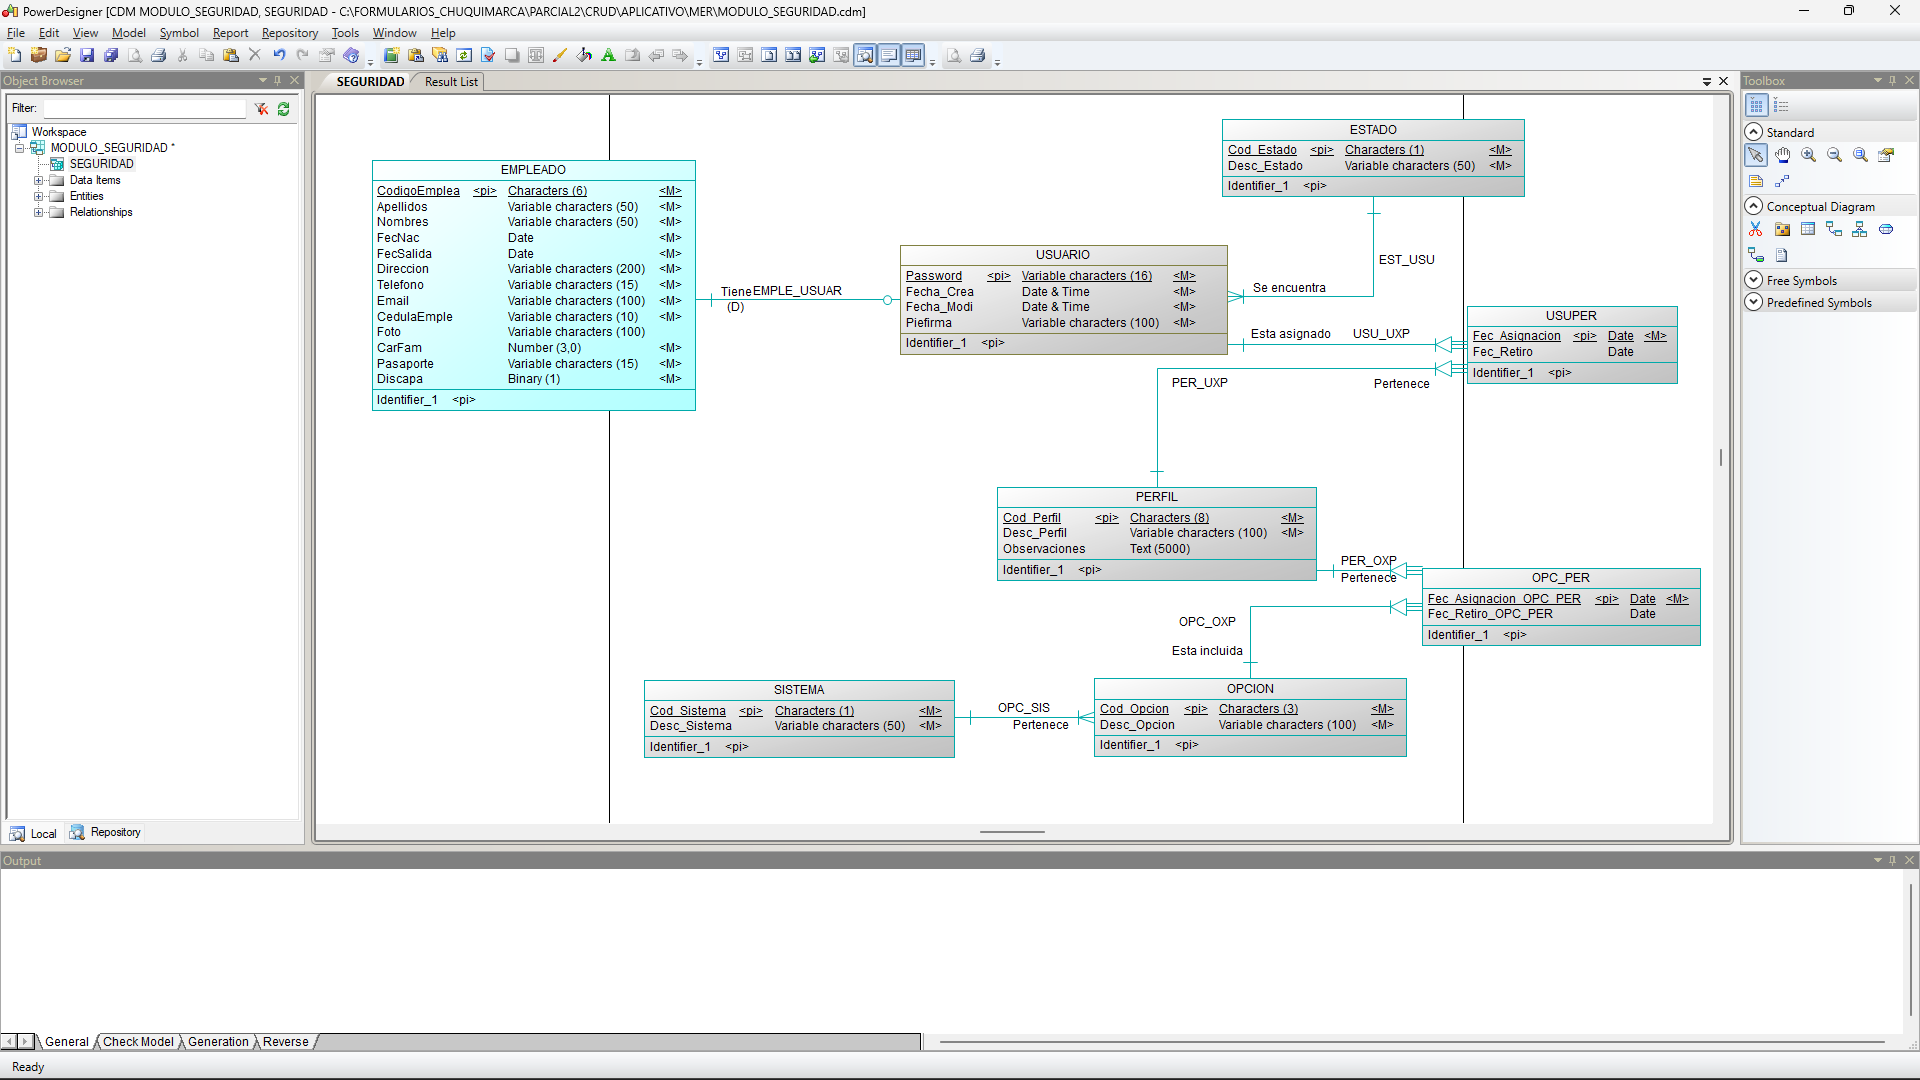 PowerDesigner [CDM MODULO_SEGURIDAD, SEGURIDAD - C:\FORMULARIOS_CHUQUIMARCA\PARCIAL2\CRUD\APLICATIVO\MER\MODULO_SEGURIDAD.cdm]
File Edit View Model Symbol Report Repository Tools Window Help
Object Browser
Filter:
Workspace
MODULO_SEGURIDAD *
SEGURIDAD
Data Items
Entities
Relationships
Local Repository
SEGURIDAD Result List
EMPLEADO
CodigoEmplea <pi> Characters (6) <M>
Apellidos Variable characters (50) <M>
Nombres Variable characters (50) <M>
FecNac Date <M>
FecSalida Date <M>
Direccion Variable characters (200) <M>
Telefono Variable characters (15) <M>
Email Variable characters (100) <M>
CedulaEmple Variable characters (10) <M>
Foto Variable characters (100)
CarFam Number (3,0) <M>
Pasaporte Variable characters (15) <M>
Discapa Binary (1) <M>
Identifier_1 <pi>
TieneEMPLE_USUAR
(D)
USUARIO
Password <pi> Variable characters (16) <M>
Fecha_Crea Date & Time <M>
Fecha_Modi Date & Time <M>
Piefirma Variable characters (100) <M>
Identifier_1 <pi>
ESTADO
Cod_Estado <pi> Characters (1) <M>
Desc_Estado Variable characters (50) <M>
Identifier_1 <pi>
EST_USU
Se encuentra
Esta asignado USU_UXP
PER_UXP
Pertenece
USUPER
Fec_Asignacion <pi> Date <M>
Fec_Retiro Date
Identifier_1 <pi>
PERFIL
Cod_Perfil <pi> Characters (8) <M>
Desc_Perfil Variable characters (100) <M>
Observaciones Text (5000)
Identifier_1 <pi>
PER_OXP
Pertenece
OPC_PER
Fec_Asignacion_OPC_PER <pi> Date <M>
Fec_Retiro_OPC_PER Date
Identifier_1 <pi>
OPC_OXP
Esta incluida
SISTEMA
Cod_Sistema <pi> Characters (1) <M>
Desc_Sistema Variable characters (50) <M>
Identifier_1 <pi>
OPC_SIS
Pertenece
OPCION
Cod_Opcion <pi> Characters (3) <M>
Desc_Opcion Variable characters (100) <M>
Identifier_1 <pi>
Toolbox
Standard
Conceptual Diagram
Free Symbols
Predefined Symbols
Output
General Check Model Generation Reverse
Ready